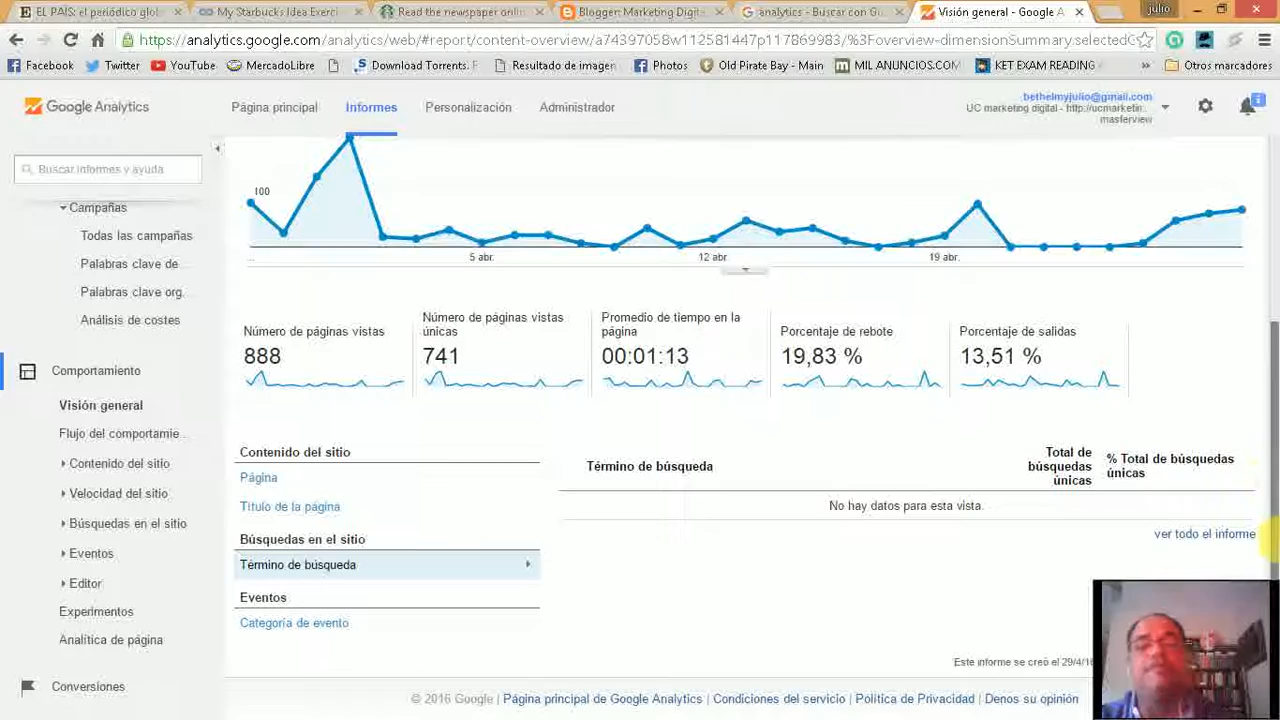 EL PAÍS: el periódico glob
My Starbucks Idea Exerci
Read the newspaper onlin
Blogger: Marketing Digit
analytics - Buscar con Go
Visión general - Google A
julio
https://analytics.google.com/analytics/web/#report/content-overview/a74397058w112581447p117869983/%3Foverview-dimensionSummary.selectedG
Facebook
Twitter
YouTube
MercadoLibre
Download Torrents. F
Resultado de imagen
Photos
Old Pirate Bay - Main
MIL ANUNCIOS.COM
KET EXAM READING
»
Otros marcadores
Google Analytics
Página principal
Informes
Personalización
Administrador
bethelmyjulio@gmail.com
UC marketing digital - http://ucmarketin...
masterview
Buscar informes y ayuda
Campañas
Todas las campañas
Palabras clave de
Palabras clave org...
Análisis de costes
Comportamiento
Visión general
Flujo del comportamie...
Contenido del sitio
Velocidad del sitio
Búsquedas en el sitio
Eventos
Editor
Experimentos
Analítica de página
Conversiones
100
...
5 abr.
12 abr.
19 abr.
Número de páginas vistas
888
Número de páginas vistas
únicas
741
Promedio de tiempo en la
página
00:01:13
Porcentaje de rebote
19,83 %
Porcentaje de salidas
13,51 %
Contenido del sitio
Página
Título de la página
Búsquedas en el sitio
Término de búsqueda
Eventos
Categoría de evento
Término de búsqueda
Total de
búsquedas
únicas
% Total de búsquedas
únicas
No hay datos para esta vista.
ver todo el informe
Este informe se creó el 29/4/16
© 2016 Google | Página principal de Google Analytics | Condiciones del servicio | Política de Privacidad | Denos su opinión